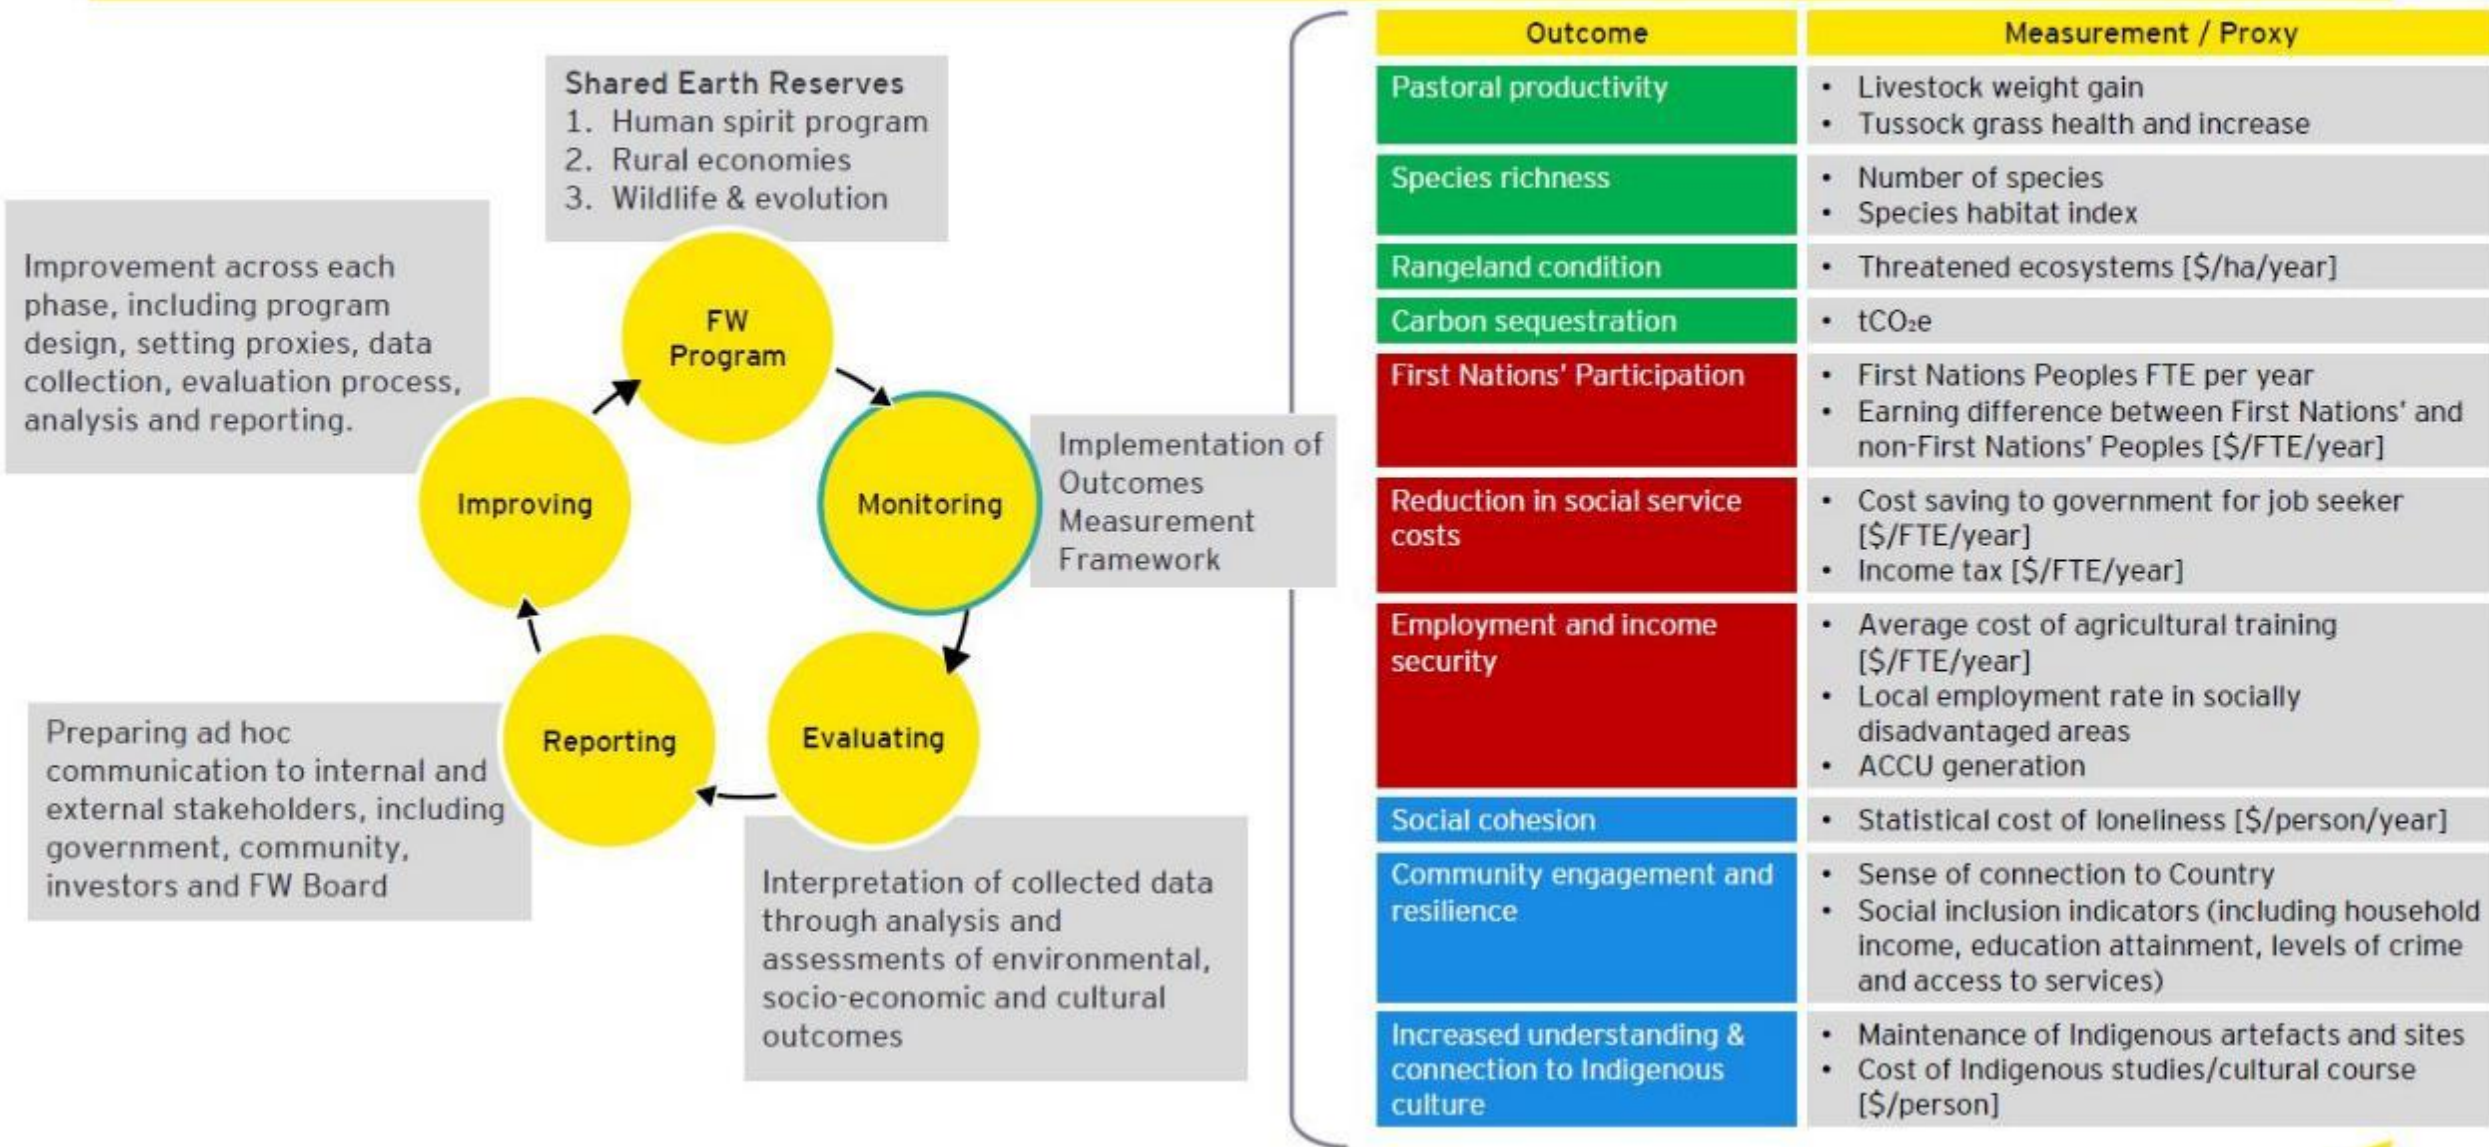 Shared Earth Reserves
1. Human spirit program
2. Rural economies
3. Wildlife & evolution
FW
Program
Monitoring
Implementation of
Outcomes
Measurement
Framework
Evaluating
Interpretation of collected data
through analysis and
assessments of environmental,
socio-economic and cultural
outcomes
Reporting
Preparing ad hoc
communication to internal and
external stakeholders, including
government, community,
investors and FW Board
Improving
Improvement across each
phase, including program
design, setting proxies, data
collection, evaluation process,
analysis and reporting.
Outcome
Measurement / Proxy
Pastoral productivity
• Livestock weight gain
• Tussock grass health and increase
Species richness
• Number of species
• Species habitat index
Rangeland condition
• Threatened ecosystems [$/ha/year]
Carbon sequestration
• tCO₂e
First Nations' Participation
• First Nations Peoples FTE per year
• Earning difference between First Nations' and
non-First Nations' Peoples [$/FTE/year]
Reduction in social service
costs
• Cost saving to government for job seeker
[$/FTE/year]
• Income tax [$/FTE/year]
Employment and income
security
• Average cost of agricultural training
[$/FTE/year]
• Local employment rate in socially
disadvantaged areas
• ACCU generation
Social cohesion
• Statistical cost of loneliness [$/person/year]
Community engagement and
resilience
• Sense of connection to Country
• Social inclusion indicators (including household
income, education attainment, levels of crime
and access to services)
Increased understanding &
connection to Indigenous
culture
• Maintenance of Indigenous artefacts and sites
• Cost of Indigenous studies/cultural course
[$/person]